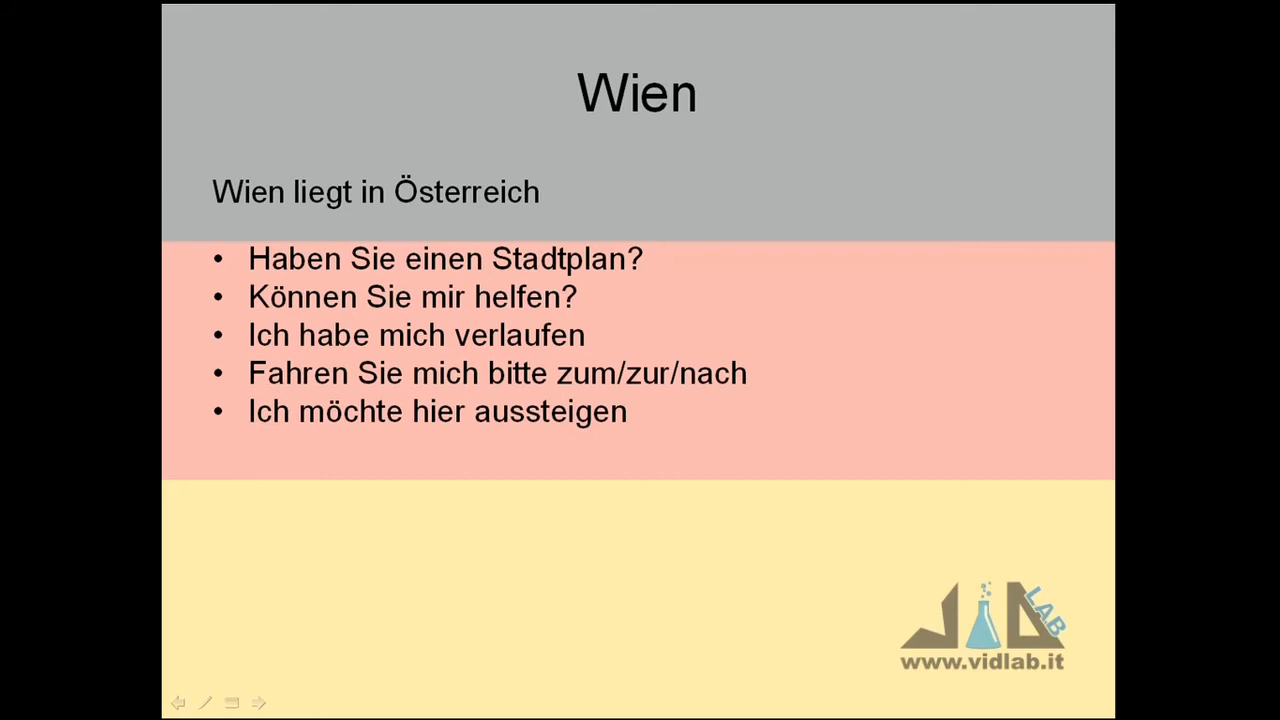 Wien
Wien liegt in Österreich
• Haben Sie einen Stadtplan?
• Können Sie mir helfen?
• Ich habe mich verlaufen
• Fahren Sie mich bitte zum/zur/nach
• Ich möchte hier aussteigen
LAB
www.vidlab.it